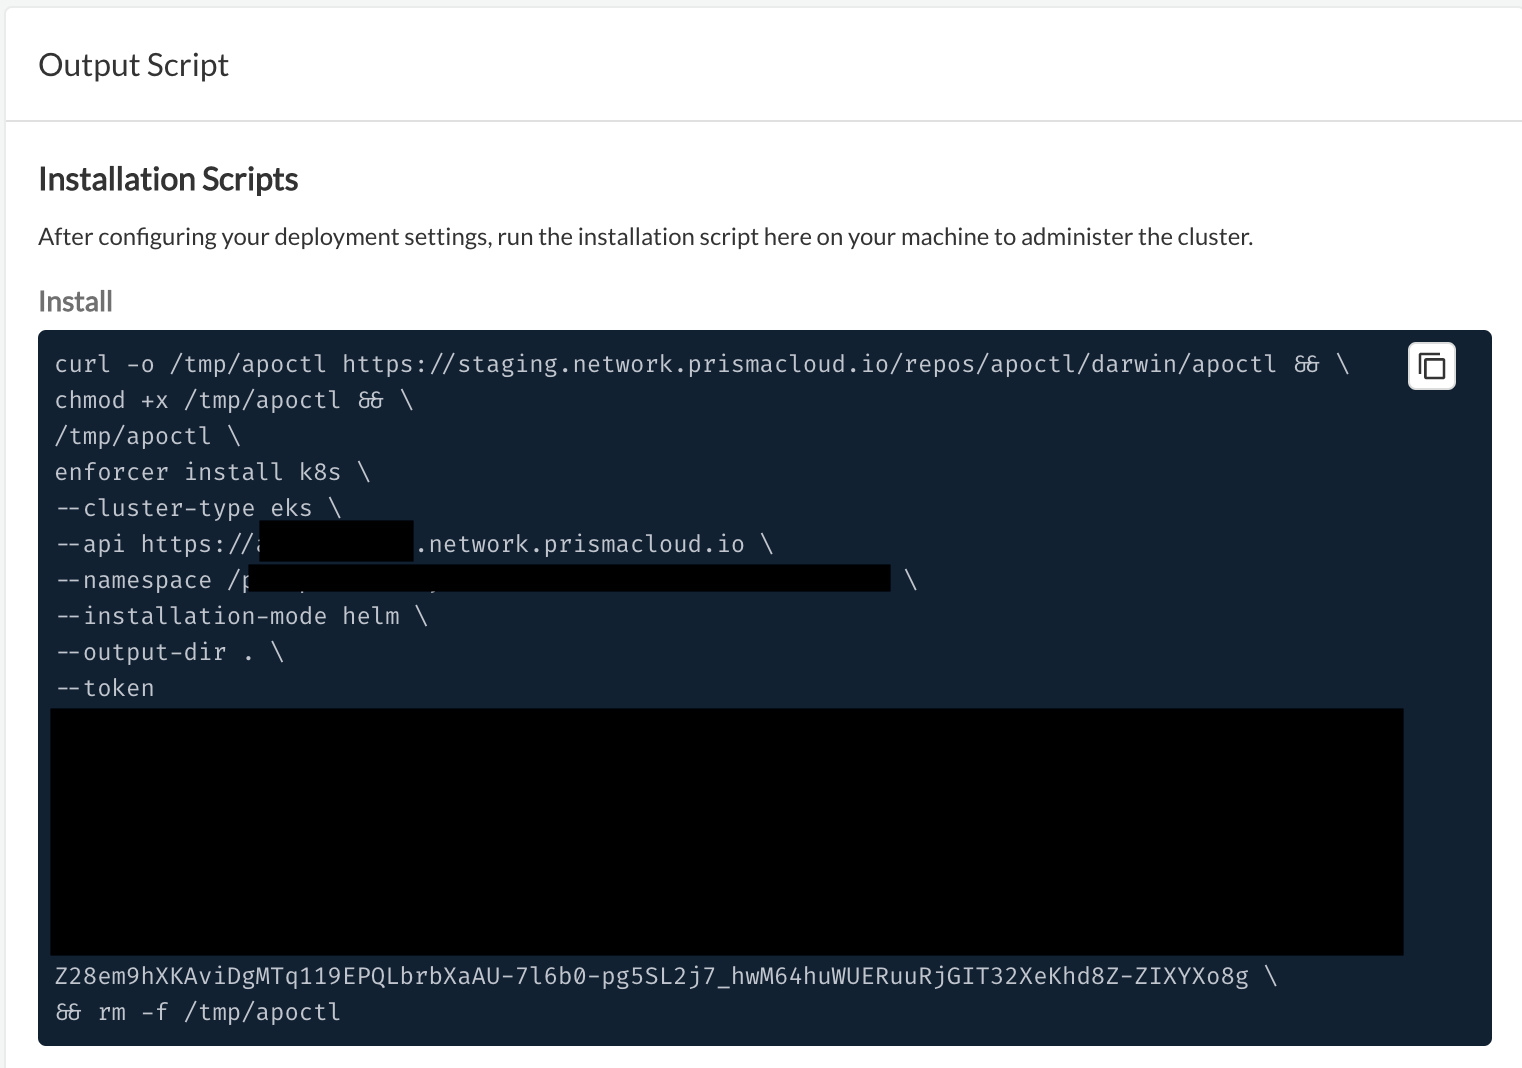 Output Script
Installation Scripts
After configuring your deployment settings, run the installation script here on your machine to administer the cluster.
Install
curl -o /tmp/apoctl https://staging.network.prismacloud.io/repos/apoctl/darwin/apoctl && \
chmod +x /tmp/apoctl && \
/tmp/apoctl \
enforcer install k8s \
--cluster-type eks \
--api https:// .network.prismacloud.io \
--namespace /p \
--installation-mode helm \
--output-dir . \
--token
Z28em9hXKAviDgMTq119EPQLbrbXaAU-7l6b0-pg5SL2j7_hwM64huWUERuuRjGIT32XeKhd8Z-ZIXYXo8g \
&& rm -f /tmp/apoctl